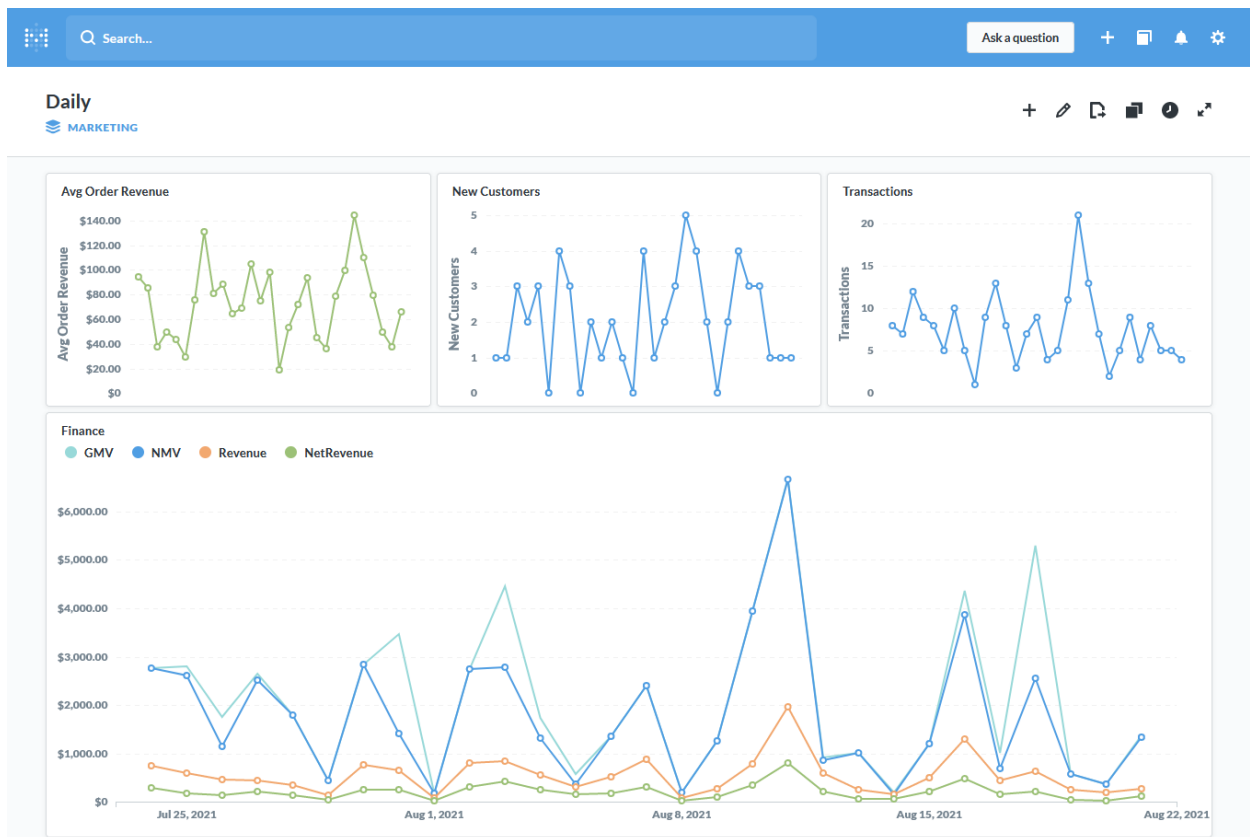 Search...
Ask a question
Daily
MARKETING
Avg Order Revenue
Avg Order Revenue
$140.00
$120.00
$100.00
$80.00
$60.00
$40.00
$20.00
$0
New Customers
New Customers
5
4
3
2
1
0
Transactions
Transactions
20
15
10
5
0
Finance
GMV NMV Revenue NetRevenue
$6,000.00
$5,000.00
$4,000.00
$3,000.00
$2,000.00
$1,000.00
$0
Jul 25, 2021 Aug 1, 2021 Aug 8, 2021 Aug 15, 2021 Aug 22, 2021